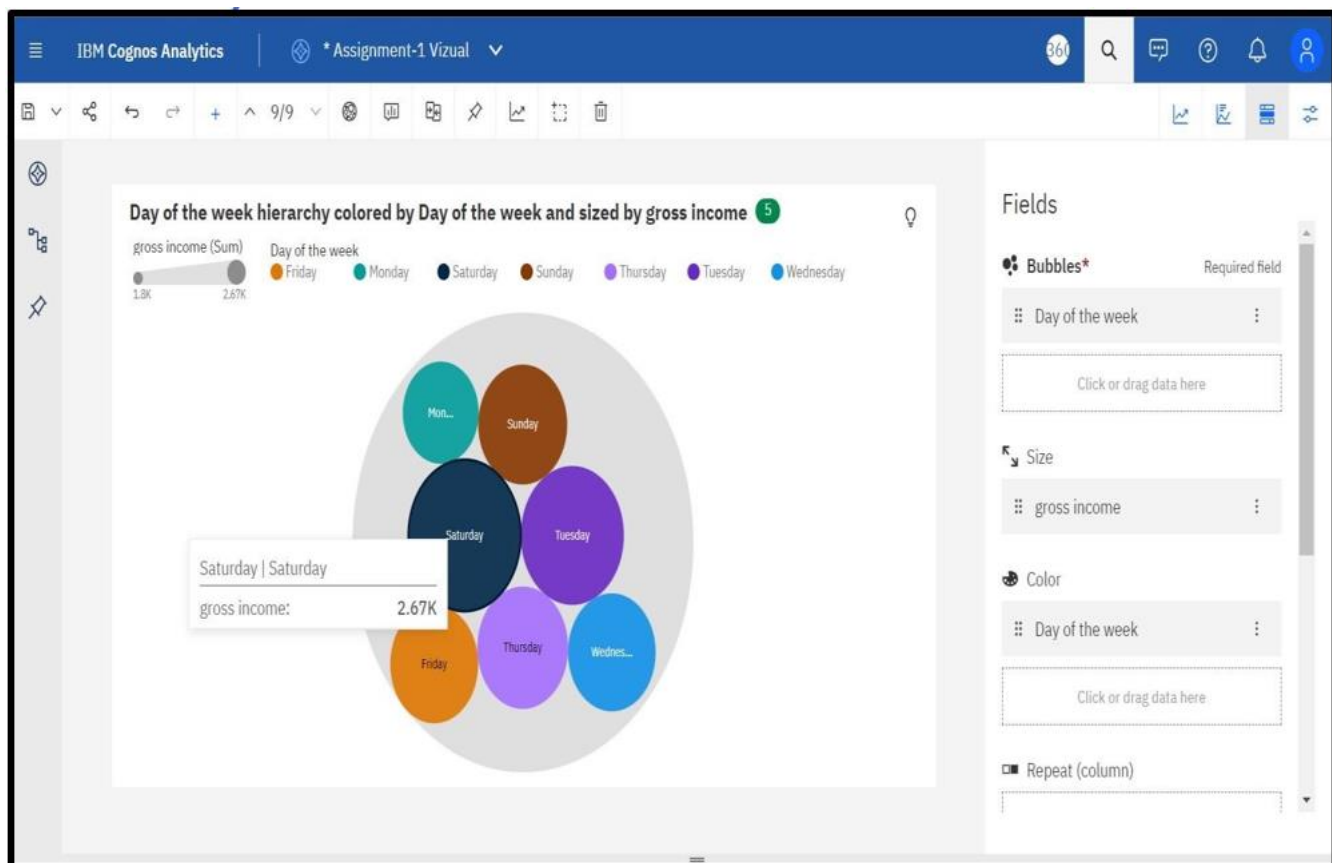 IBM Cognos Analytics
* Assignment-1 Vizual
360
9/9
Day of the week hierarchy colored by Day of the week and sized by gross income 5
gross income (Sum)
1.8K 2.67K
Day of the week
Friday Monday Saturday Sunday Thursday Tuesday Wednesday
Mon...
Sunday
Saturday
Tuesday
Saturday | Saturday
gross income: 2.67K
Friday
Thursday
Wednes...
Fields
Bubbles* Required field
Day of the week
Click or drag data here
Size
gross income
Color
Day of the week
Click or drag data here
Repeat (column)